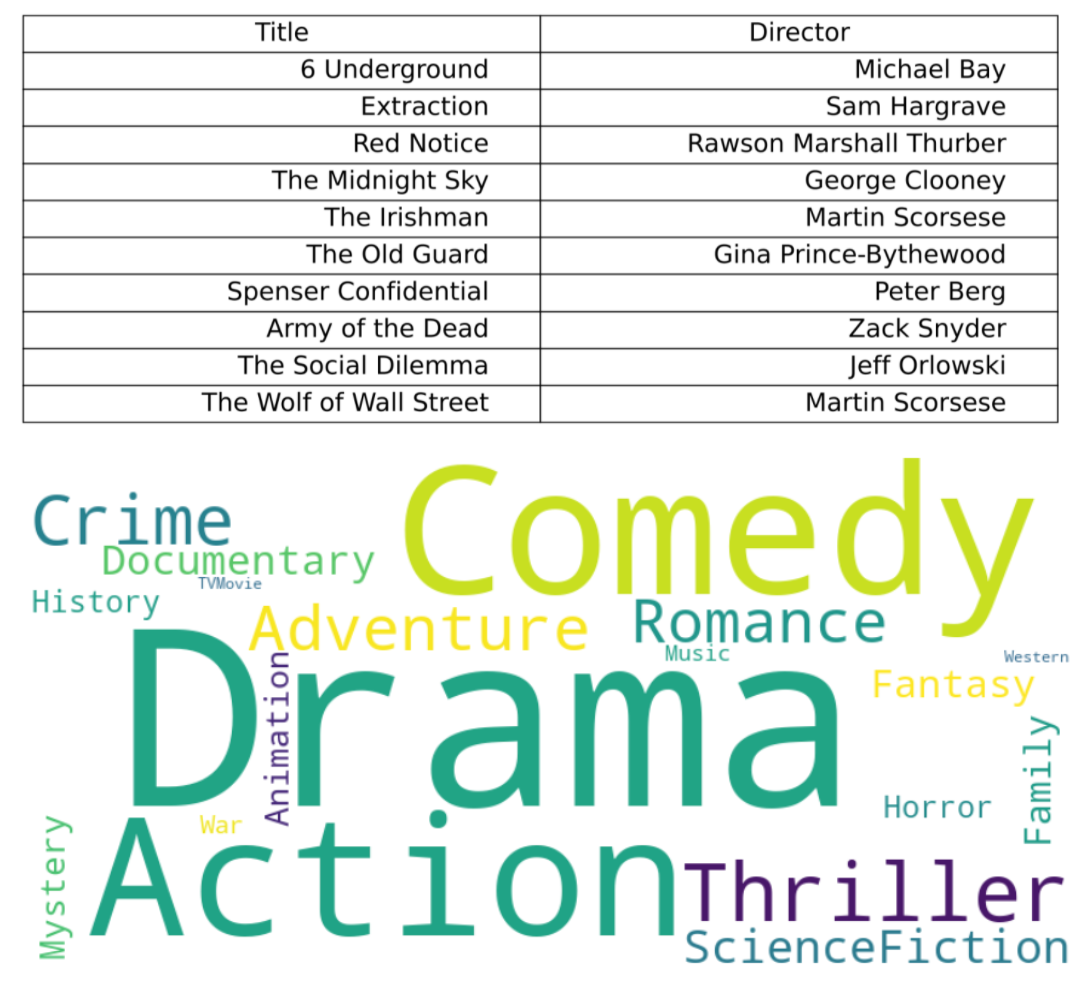 Title Director
6 Underground Michael Bay
Extraction Sam Hargrave
Red Notice Rawson Marshall Thurber
The Midnight Sky George Clooney
The Irishman Martin Scorsese
The Old Guard Gina Prince-Bythewood
Spenser Confidential Peter Berg
Army of the Dead Zack Snyder
The Social Dilemma Jeff Orlowski
The Wolf of Wall Street Martin Scorsese
Comedy
Crime
Documentary
TVMovie
History
Adventure
Romance
Music
Western
Drama
Animation
Fantasy
Family
Horror
War
Mystery
Action
Thriller
ScienceFiction